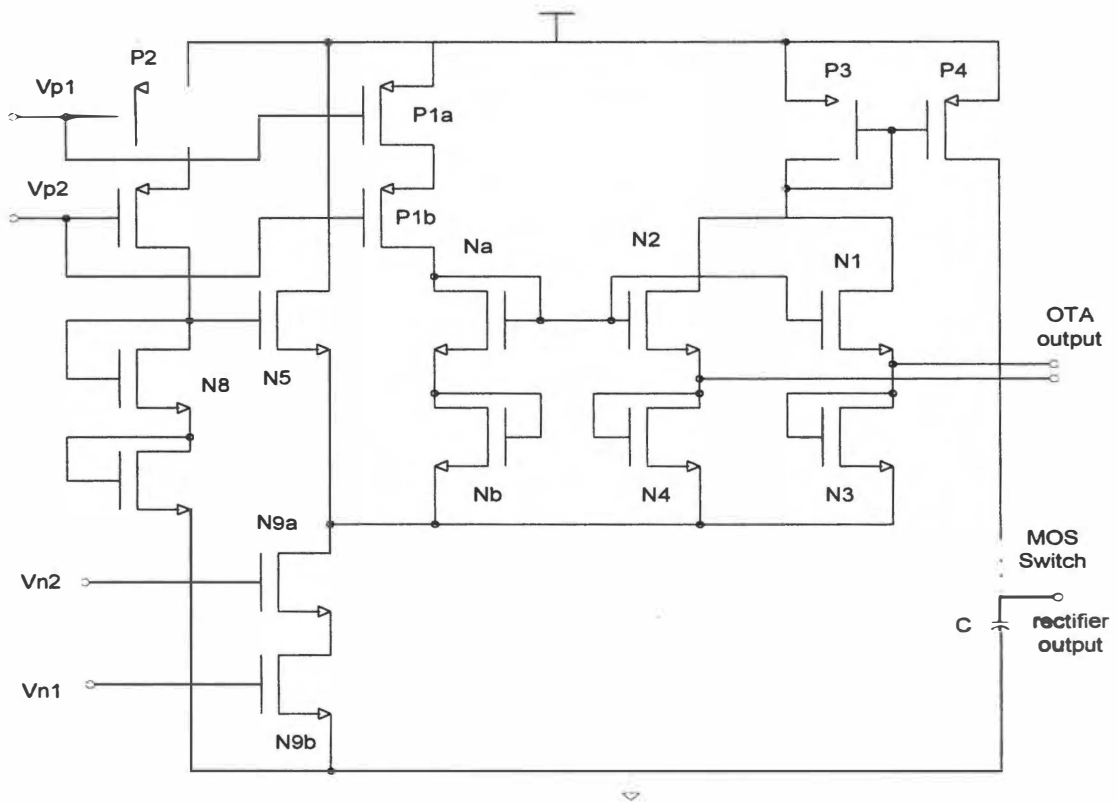 P2
Vp1
P1a
P3
P4
Vp2
P1b
Na
N2
N1
OTA
output
N8
N5
Nb
N4
N3
N9a
MOS
Switch
Vn2
C
rectifier
output
Vn1
N9b